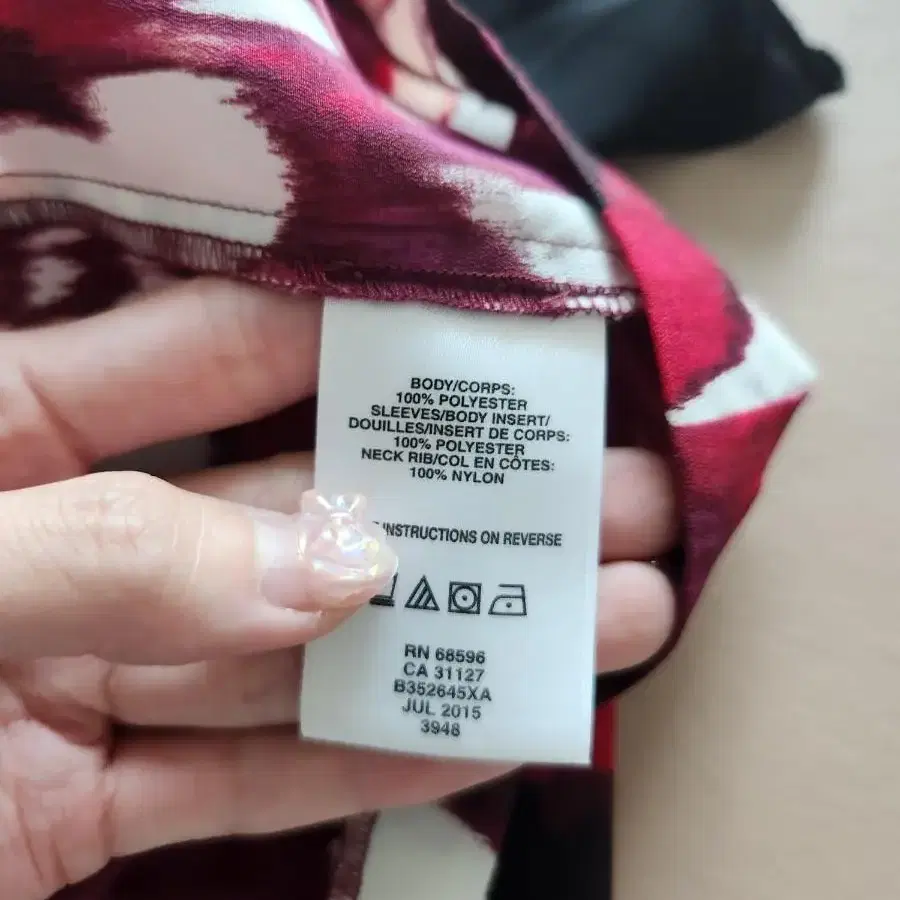 BODY/CORPS:
100% POLYESTER
SLEEVES/BODY INSERT/
DOUILLES/INSERT DE CORPS:
100% POLYESTER
NECK RIB/COL EN CÔTES:
100% NYLON
INSTRUCTIONS ON REVERSE
RN 68596
CA 31127
B352645XA
JUL 2015
3948